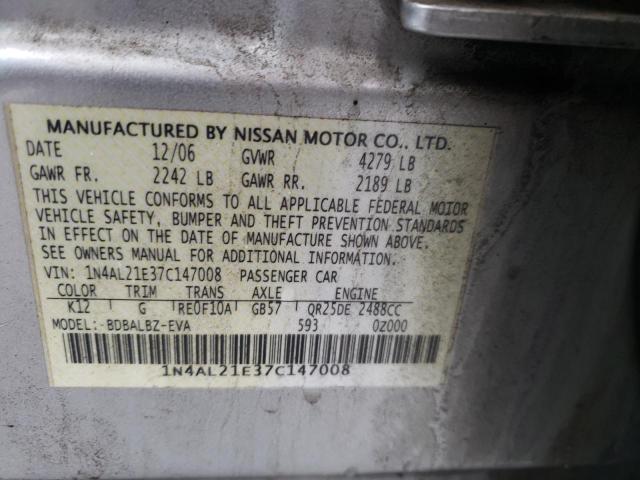 MANUFACTURED BY NISSAN MOTOR CO., LTD.
DATE 12/06 GVWR 4279 LB
GAWR FR. 2242 LB GAWR RR. 2189 LB
THIS VEHICLE CONFORMS TO ALL APPLICABLE FEDERAL MOTOR
VEHICLE SAFETY, BUMPER AND THEFT PREVENTION STANDARDS
IN EFFECT ON THE DATE OF MANUFACTURE SHOWN ABOVE.
SEE OWNERS MANUAL FOR ADDITIONAL INFORMATION.
VIN: 1N4AL21E37C147008 PASSENGER CAR
COLOR TRIM TRANS AXLE ENGINE
K12 G RE0F10A GB57 QR25DE 2488CC
MODEL: BDBALBZ-EVA 593 0Z000
1N4AL21E37C147008